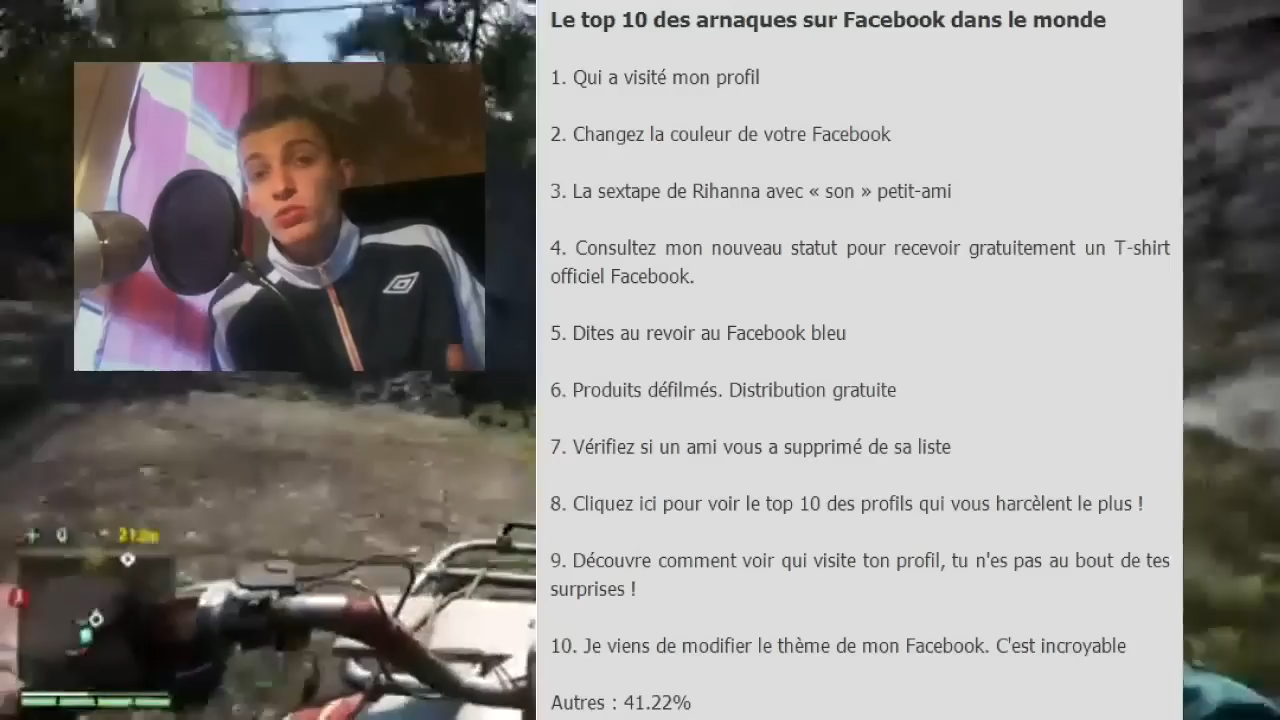 Le top 10 des arnaques sur Facebook dans le monde
1. Qui a visité mon profil
2. Changez la couleur de votre Facebook
3. La sextape de Rihanna avec « son » petit-ami
4. Consultez mon nouveau statut pour recevoir gratuitement un T-shirt
officiel Facebook.
5. Dites au revoir au Facebook bleu
6. Produits défilmés. Distribution gratuite
7. Vérifiez si un ami vous a supprimé de sa liste
8. Cliquez ici pour voir le top 10 des profils qui vous harcèlent le plus !
9. Découvre comment voir qui visite ton profil, tu n'es pas au bout de tes
surprises !
10. Je viens de modifier le thème de mon Facebook. C'est incroyable
Autres : 41.22%